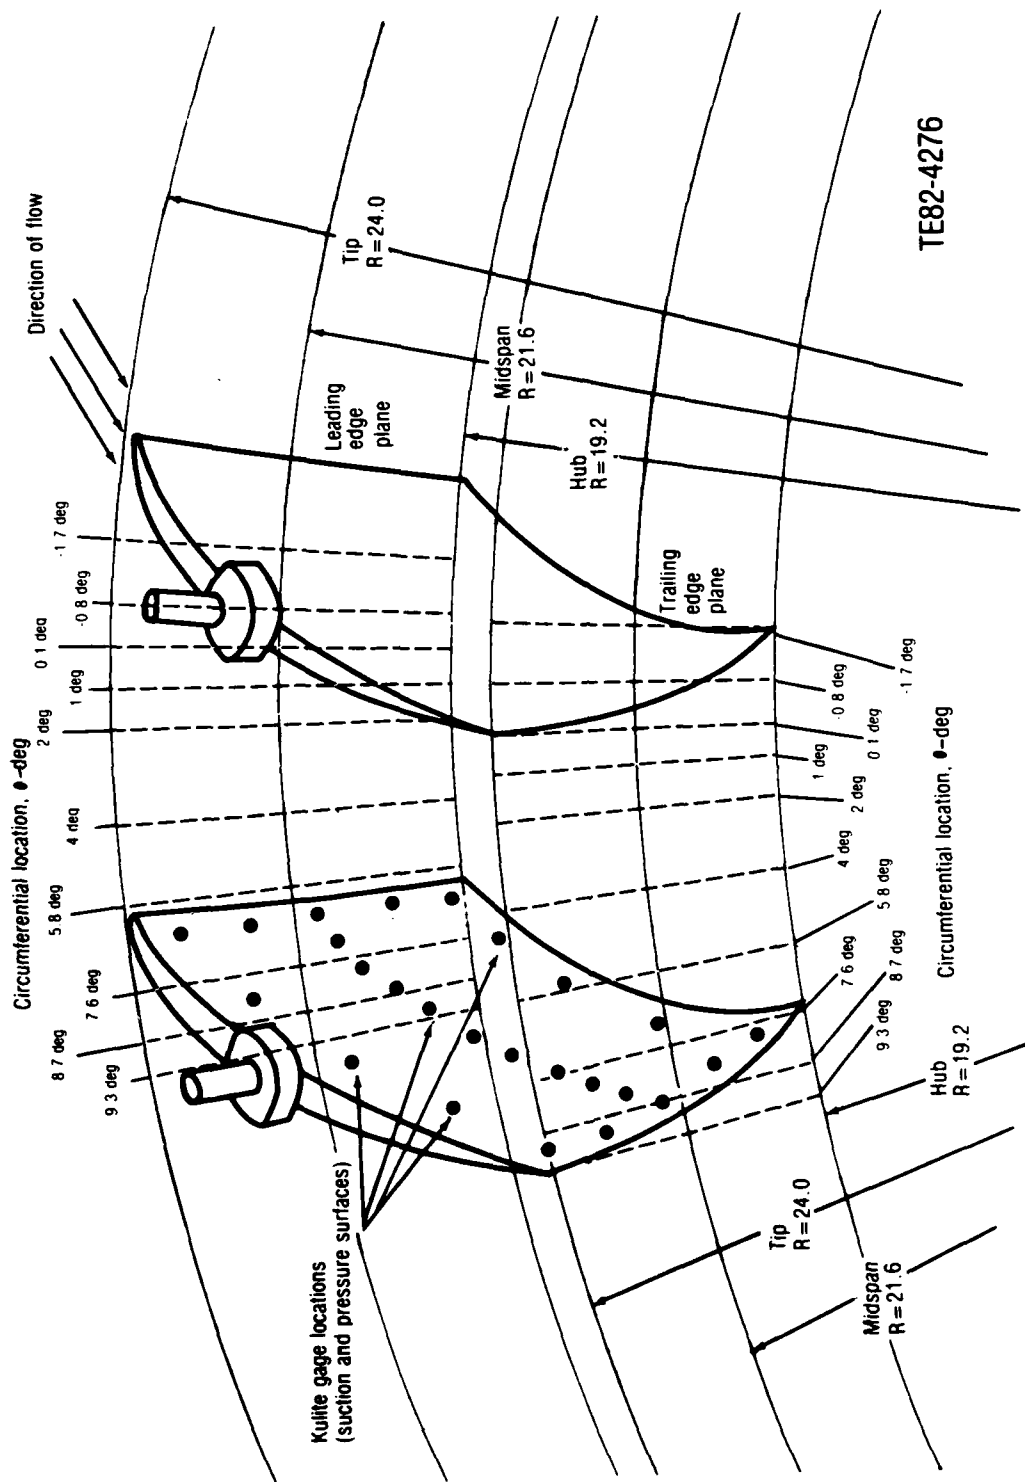 Circumferential location, θ-deg
Direction of flow
9 3 deg
8 7 deg
7 6 deg
5.8 deg
4 deg
2 deg
1 deg
0 1 deg
-0 8 deg
-1 7 deg
Tip
R=24.0
Leading
edge
plane
Midspan
R=21.6
Hub
R=19.2
Kulite gage locations
(suction and pressure surfaces)
Trailing
edge
plane
-1 7 deg
-0 8 deg
0 1 deg
1 deg
2 deg
4 deg
5 8 deg
7 6 deg
8 7 deg
9 3 deg
Circumferential location, θ-deg
Hub
R=19.2
Tip
R=24.0
Midspan
R=21.6
TE82-4276